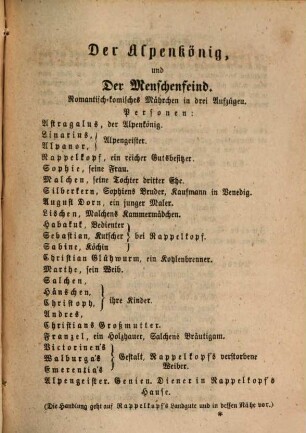 Der Alpenkönig,
und
Der Menschenfeind.
Romantisch-komisches Mährchen in drei Aufzügen.
Personen:
Astragalus, der Alpenkönig.
Linarius,
Alpanor,
} Alpengeister.
Rappelkopf, ein reicher Gutsbesitzer.
Sophie, seine Frau.
Malchen, seine Tochter dritter Ehe.
Silberkern, Sophiens Bruder, Kaufmann in Venedig.
August Dorn, ein junger Maler.
Lischen, Malchens Kammermädchen.
Habakuk, Bedienter
Sebastian, Kutscher
Sabine, Köchin
} bei Rappelkopf.
Christian Glühwurm, ein Kohlenbrenner.
Marthe, sein Weib.
Salchen,
Hänschen,
Christoph,
Andres,
} ihre Kinder.
Christians Großmutter.
Franzel, ein Holzhauer, Salchens Bräutigam.
Victorinen's
Walburga's
Emerentia's
} Gestalt, Rappelkopf's verstorbene
Weiber.
Alpengeister. Genien. Diener in Rappelkopf's
Hause.
(Die Handlung geht auf Rappelkopf's Landgute und in dessen Nähe vor.)
*